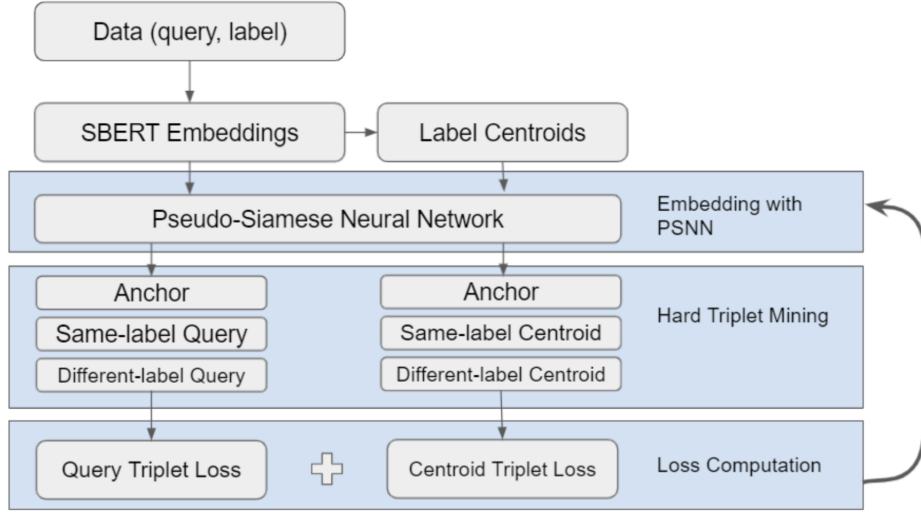 Data (query, label)
SBERT Embeddings
Label Centroids
Pseudo-Siamese Neural Network
Embedding with
PSNN
Anchor
Same-label Query
Different-label Query
Anchor
Same-label Centroid
Different-label Centroid
Hard Triplet Mining
Query Triplet Loss
Centroid Triplet Loss
Loss Computation